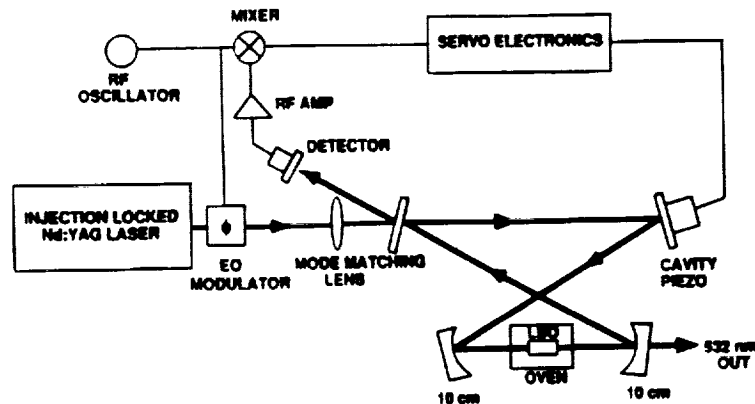 MIXER
SERVO ELECTRONICS
RF
OSCILLATOR
RF AMP
DETECTOR
INJECTION LOCKED
Nd:YAG LASER
ϕ
EO
MODULATOR
MODE MATCHING
LENS
CAVITY
PIEZO
LBO
OVEN
532 nm
OUT
10 cm
10 cm